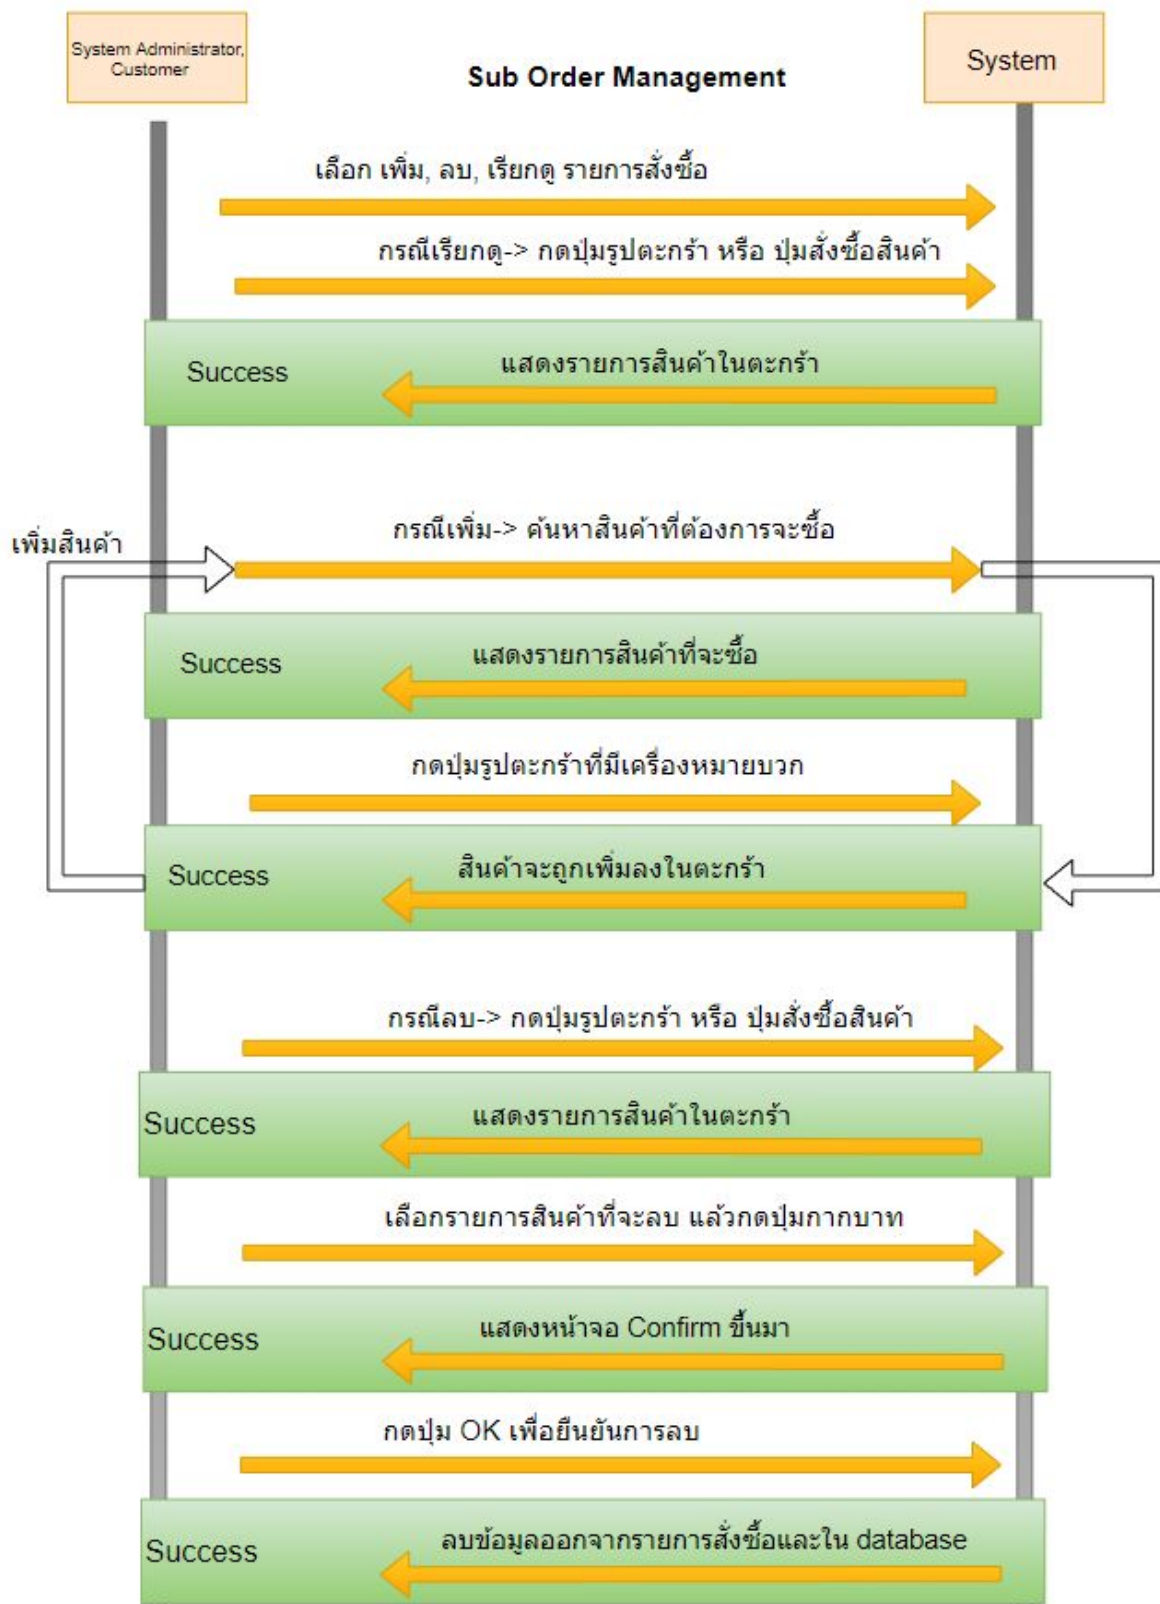 System Administrator,
Customer
Sub Order Management
System
เลือก เพิ่ม, ลบ, เรียกดู รายการสั่งซื้อ
กรณีเรียกดู-> กดปุ่มรูปตะกร้า หรือ ปุ่มสั่งซื้อสินค้า
Success
แสดงรายการสินค้าในตะกร้า
เพิ่มสินค้า
กรณีเพิ่ม-> ค้นหาสินค้าที่ต้องการจะซื้อ
Success
แสดงรายการสินค้าที่จะซื้อ
กดปุ่มรูปตะกร้าที่มีเครื่องหมายบวก
Success
สินค้าจะถูกเพิ่มลงในตะกร้า
กรณีลบ-> กดปุ่มรูปตะกร้า หรือ ปุ่มสั่งซื้อสินค้า
Success
แสดงรายการสินค้าในตะกร้า
เลือกรายการสินค้าที่จะลบ แล้วกดปุ่มกากบาท
Success
แสดงหน้าจอ Confirm ขึ้นมา
กดปุ่ม OK เพื่อยืนยันการลบ
Success
ลบข้อมูลออกจากรายการสั่งซื้อและใน database